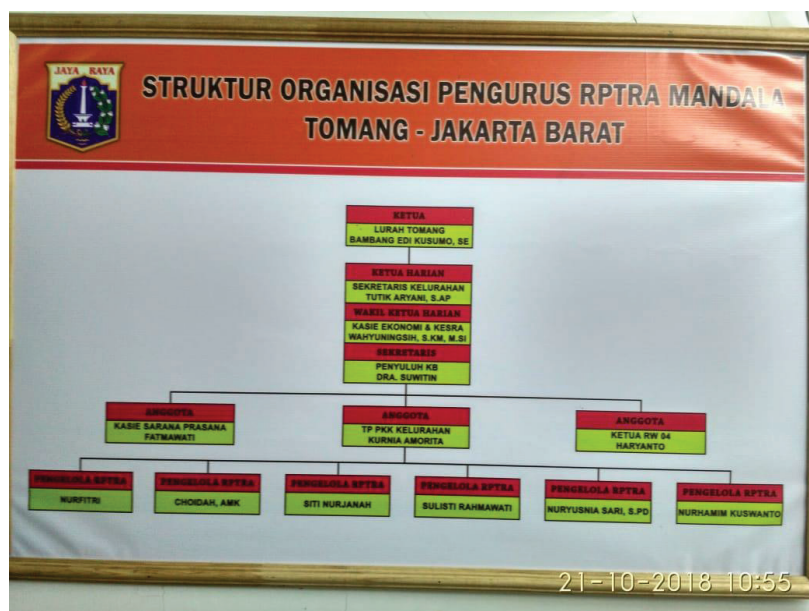 JAYA RAYA
STRUKTUR ORGANISASI PENGURUS RPTRA MANDALA
TOMANG - JAKARTA BARAT
KETUA
LURAH TOMANG
BAMBANG EDI KUSUMO, SE
KETUA HARIAN
SEKRETARIS KELURAHAN
TUTIK ARYANI, S.AP
WAKIL KETUA HARIAN
KASIE EKONOMI & KESRA
WAHYUNINGSIH, S.KM, M.SI
SEKRETARIS
PENYULUH KB
DRA. SUWITIN
ANGGOTA
KASIE SARANA PRASANA
FATMAWATI
ANGGOTA
TP PKK KELURAHAN
KURNIA AMORITA
ANGGOTA
KETUA RW 04
HARYANTO
PENGELOLA RPTRA
NURFITRI
PENGELOLA RPTRA
CHOIDAH, AMK
PENGELOLA RPTRA
SITI NURJANAH
PENGELOLA RPTRA
SULISTI RAHMAWATI
PENGELOLA RPTRA
NURYUSNIA SARI, S.PD
PENGELOLA RPTRA
NURHAMIM KUSWANTO
21-10-2018 10:55